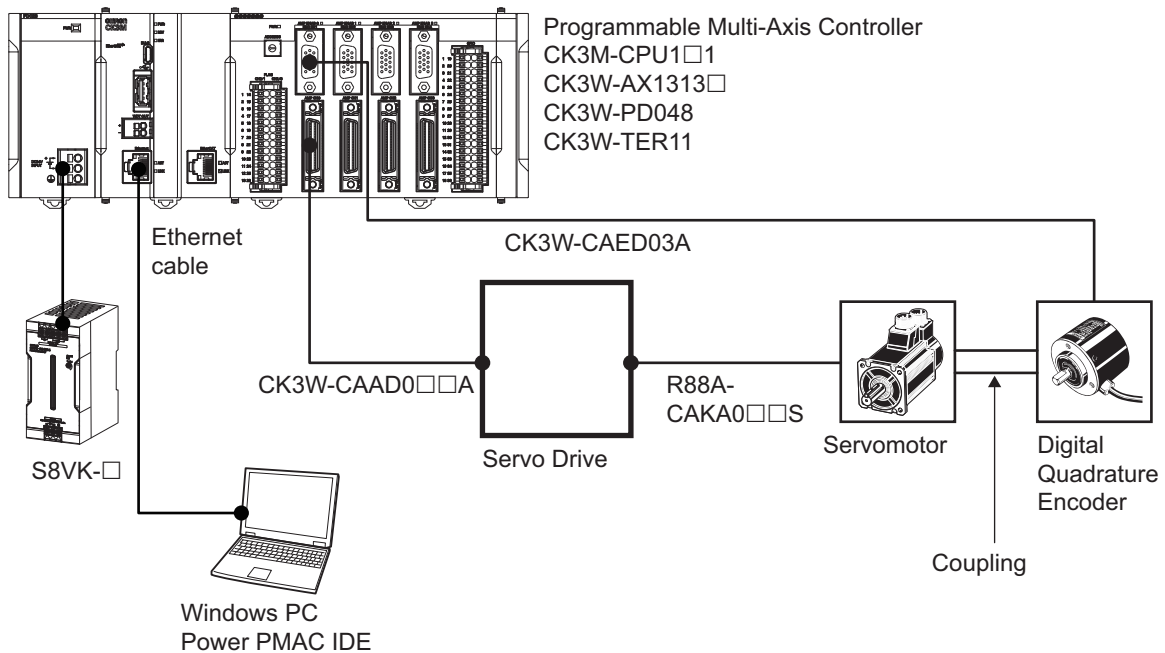 Programmable Multi-Axis Controller
CK3M-CPU1□1
CK3W-AX1313□
CK3W-PD048
CK3W-TER11
Ethernet
cable
CK3W-CAED03A
CK3W-CAAD0□□A
R88A-
CAKA0□□S
S8VK-□
Servo Drive
Servomotor
Digital
Quadrature
Encoder
Coupling
Windows PC
Power PMAC IDE